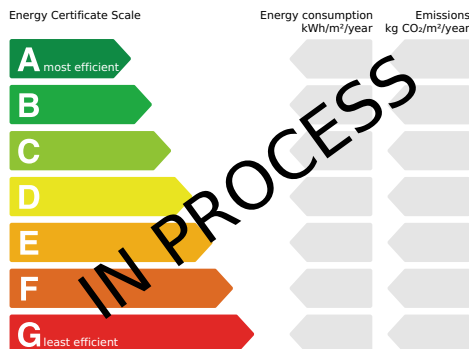 Energy Certificate Scale
Energy consumption
kWh/m²/year
Emissions
kg CO₂/m²/year
A most efficient
B
C
D
E
F
G least efficient
IN PROCESS